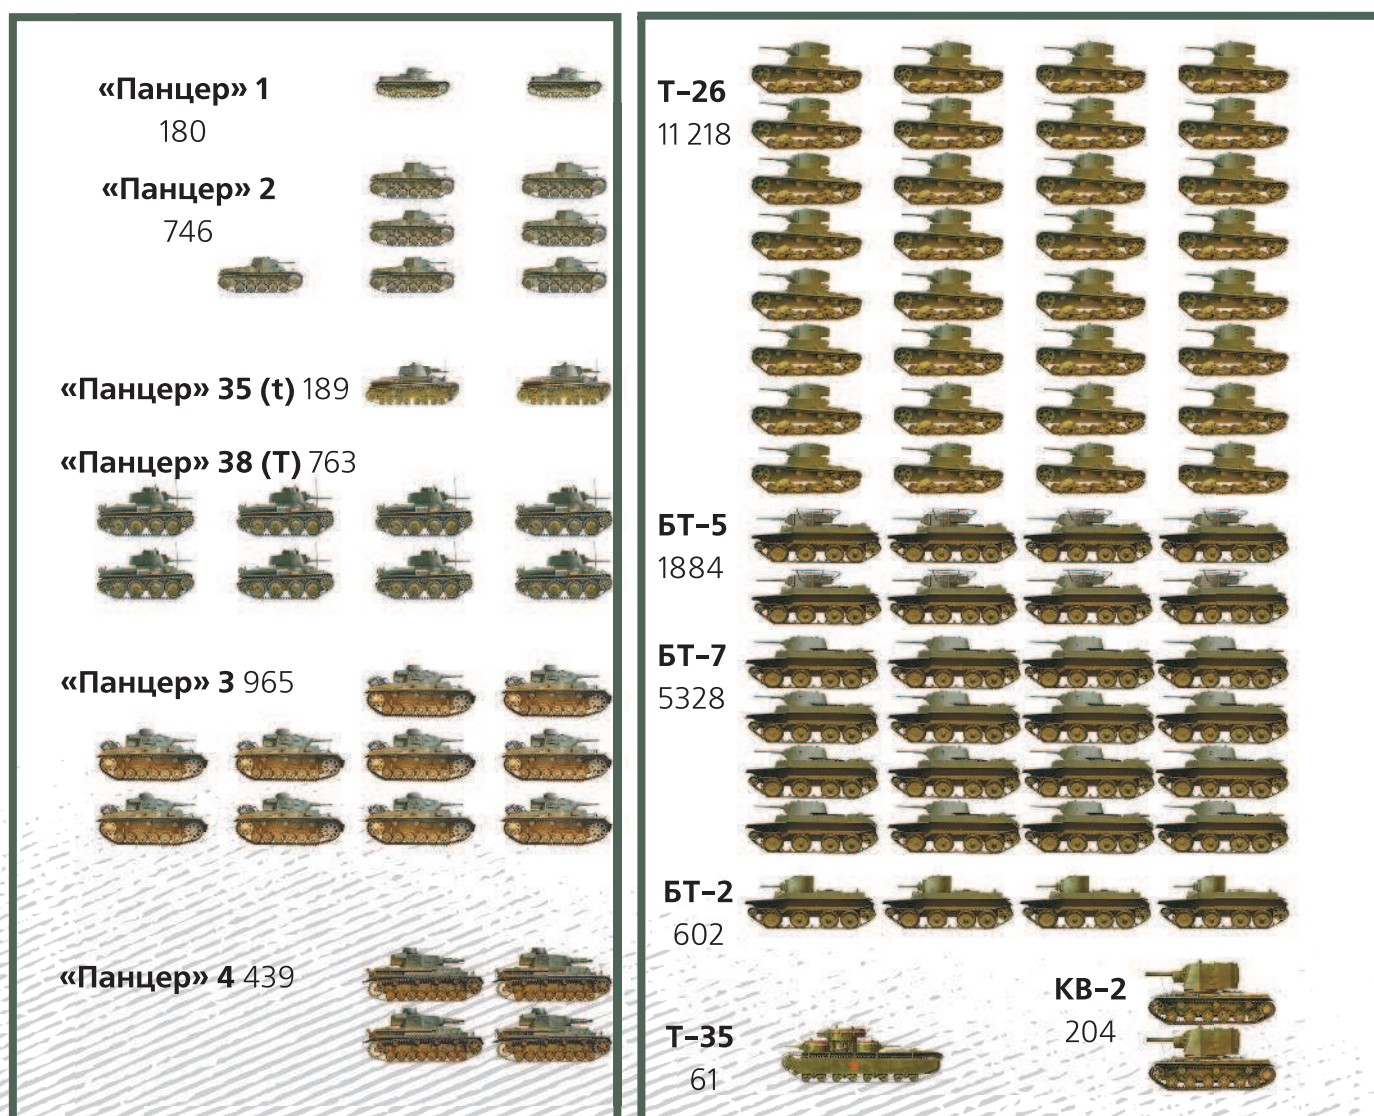 «Панцер» 1
180
«Панцер» 2
746
«Панцер» 35 (t) 189
«Панцер» 38 (Т) 763
«Панцер» 3 965
«Панцер» 4 439
Т–26
11 218
БТ–5
1884
БТ–7
5328
БТ–2
602
Т–35
61
КВ–2
204